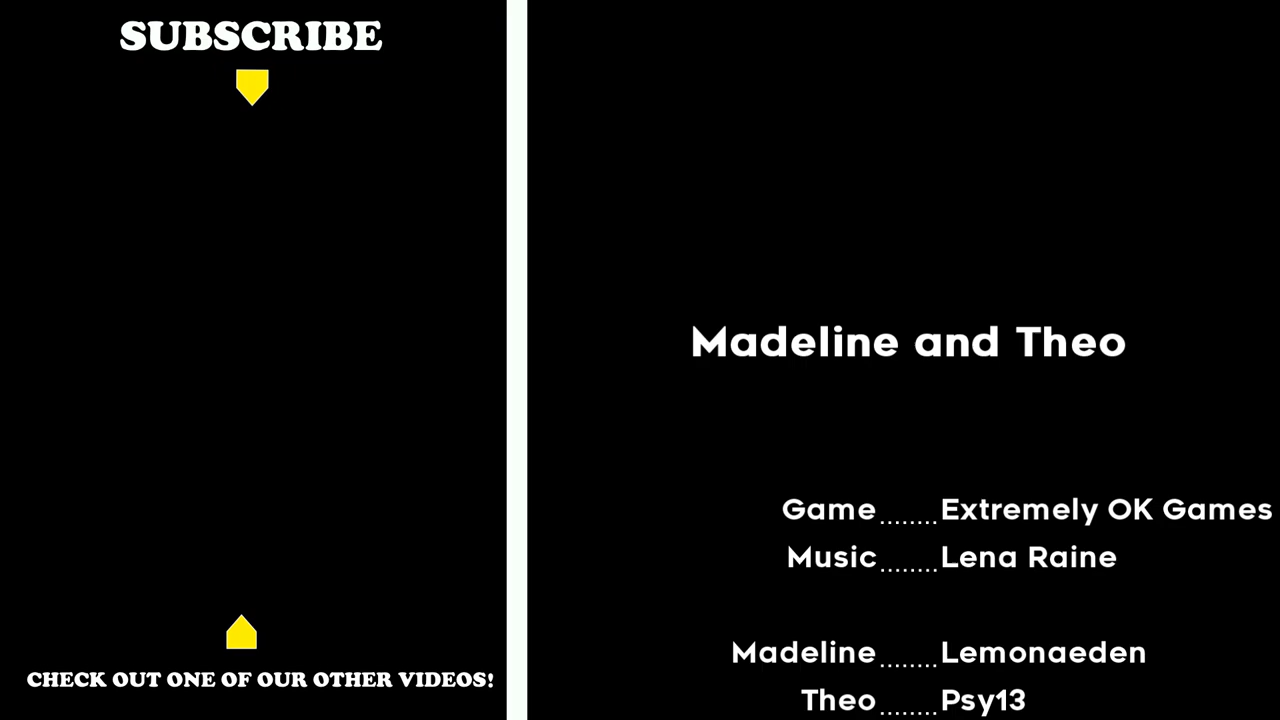 SUBSCRIBE
CHECK OUT ONE OF OUR OTHER VIDEOS!
Madeline and Theo
Game........Extremely OK Games
Music........Lena Raine
Madeline........Lemonaeden
Theo........Psy13